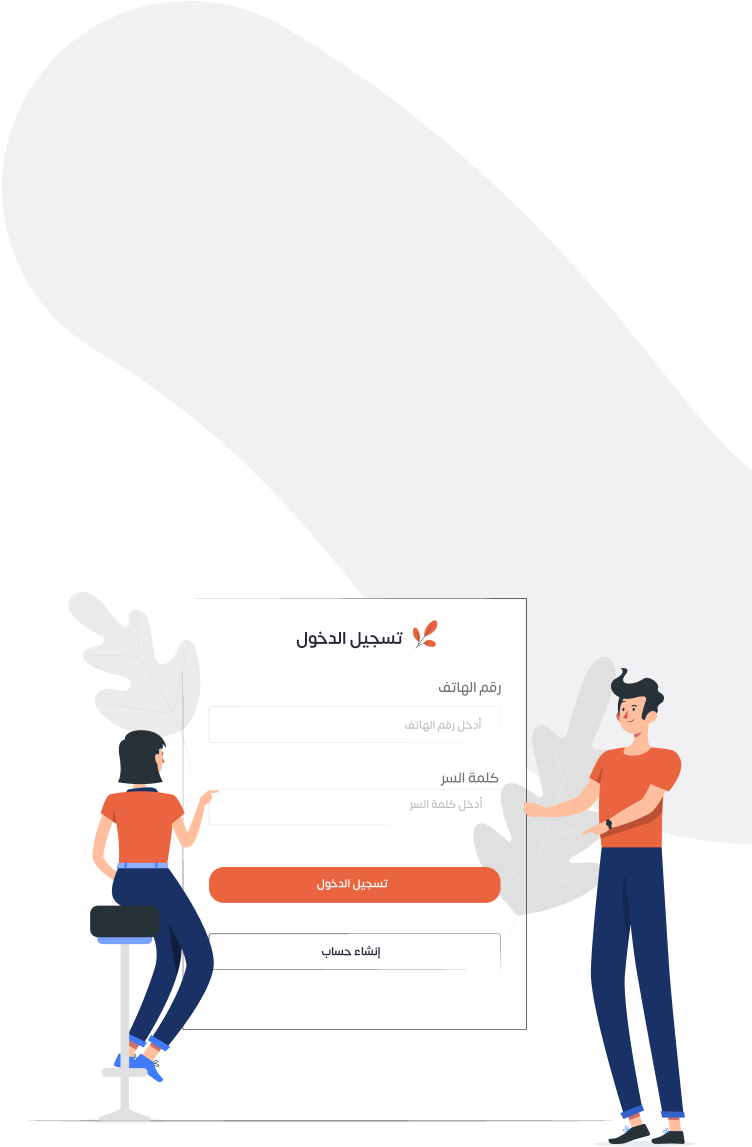 تسجيل الدخول
رقم الهاتف
أدخل رقم الهاتف
كلمة السر
أدخل كلمة السر
تسجيل الدخول
إنشاء حساب